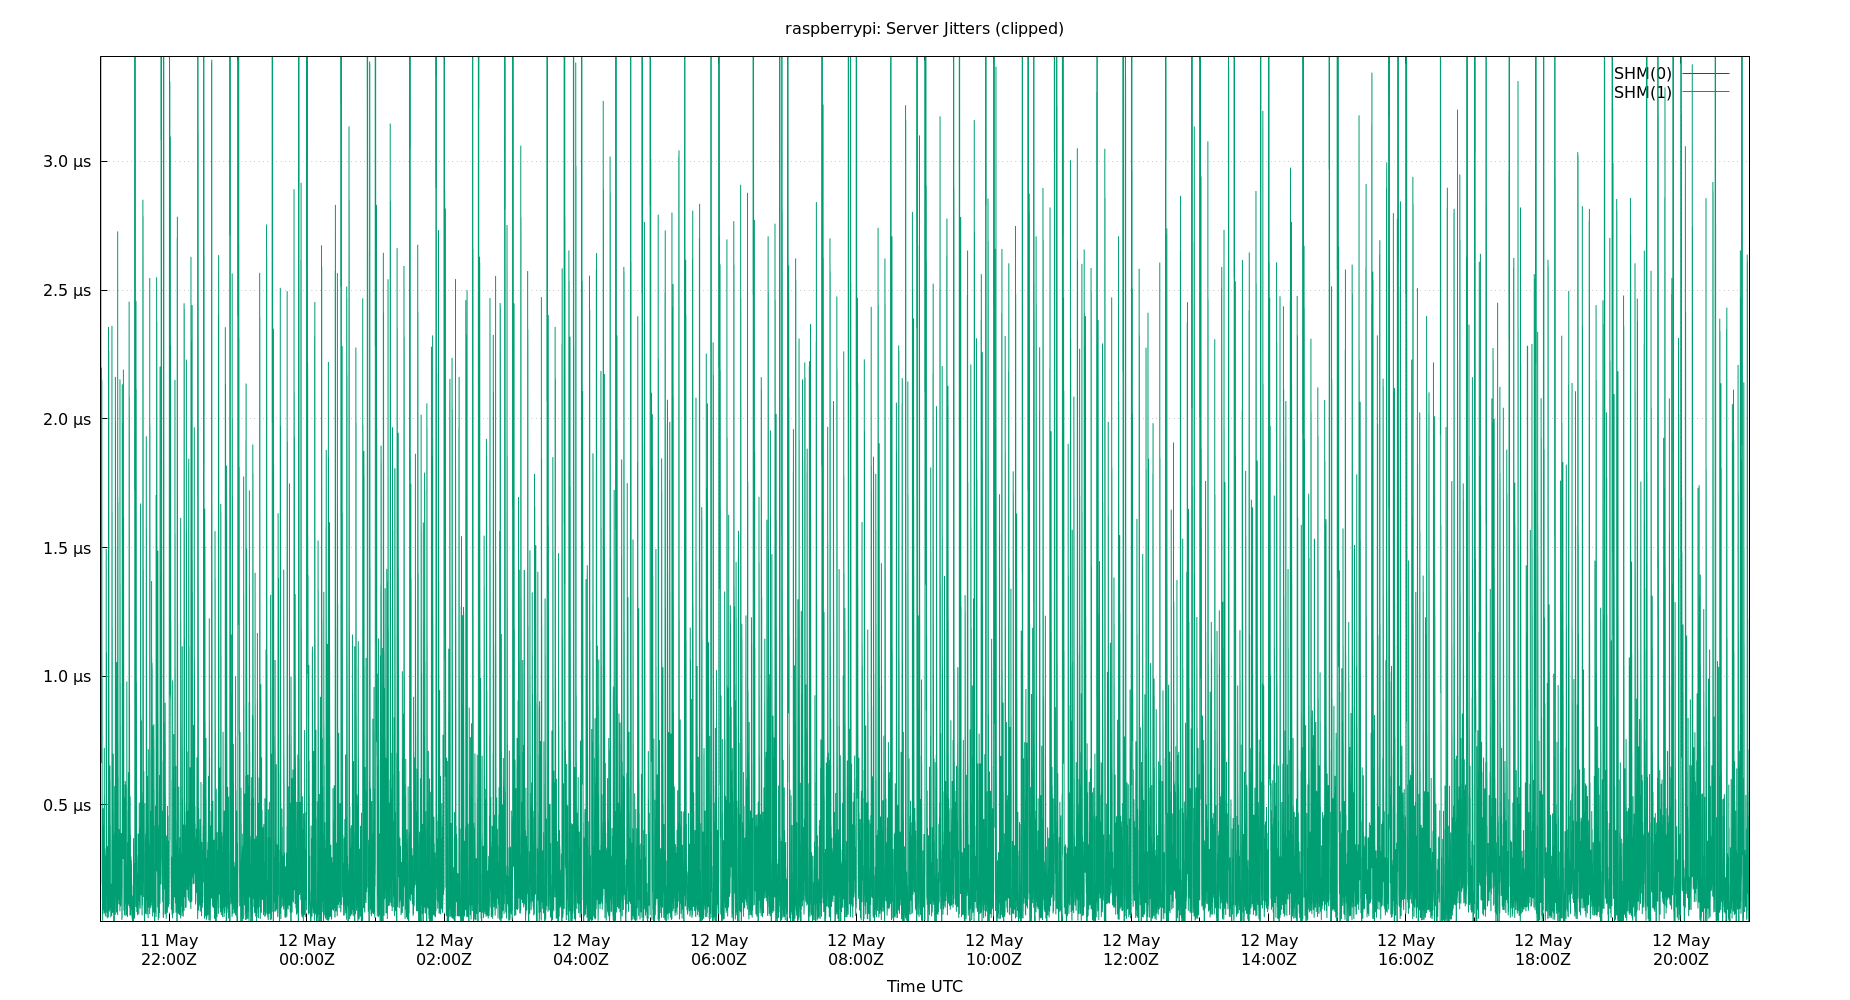 raspberrypi: Server Jitters (clipped)
SHM(0)
SHM(1)
3.0 µs
2.5 µs
2.0 µs
1.5 µs
1.0 µs
0.5 µs
11 May 12 May 12 May 12 May 12 May 12 May 12 May 12 May 12 May 12 May 12 May 12 May
22:00Z 00:00Z 02:00Z 04:00Z 06:00Z 08:00Z 10:00Z 12:00Z 14:00Z 16:00Z 18:00Z 20:00Z
Time UTC